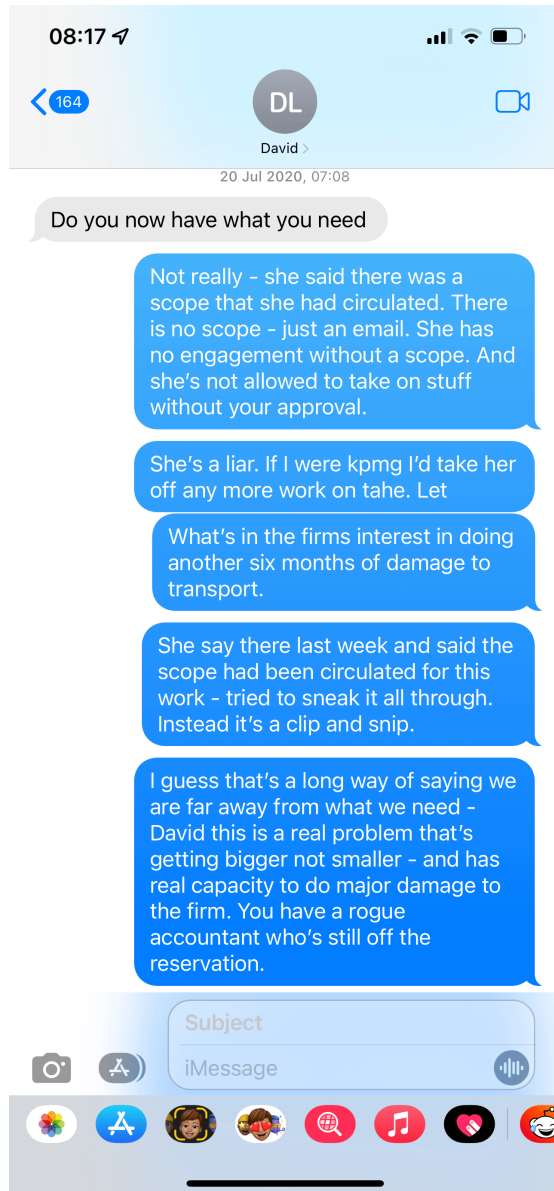 08:17
164
DL
David
20 Jul 2020, 07:08
Do you now have what you need
Not really - she said there was a
scope that she had circulated. There
is no scope - just an email. She has
no engagement without a scope. And
she's not allowed to take on stuff
without your approval.
She's a liar. If I were kpmg I'd take her
off any more work on tahe. Let
What's in the firms interest in doing
another six months of damage to
transport.
She say there last week and said the
scope had been circulated for this
work - tried to sneak it all through.
Instead it's a clip and snip.
I guess that's a long way of saying we
are far away from what we need -
David this is a real problem that's
getting bigger not smaller - and has
real capacity to do major damage to
the firm. You have a rogue
accountant who's still off the
reservation.
Subject
iMessage